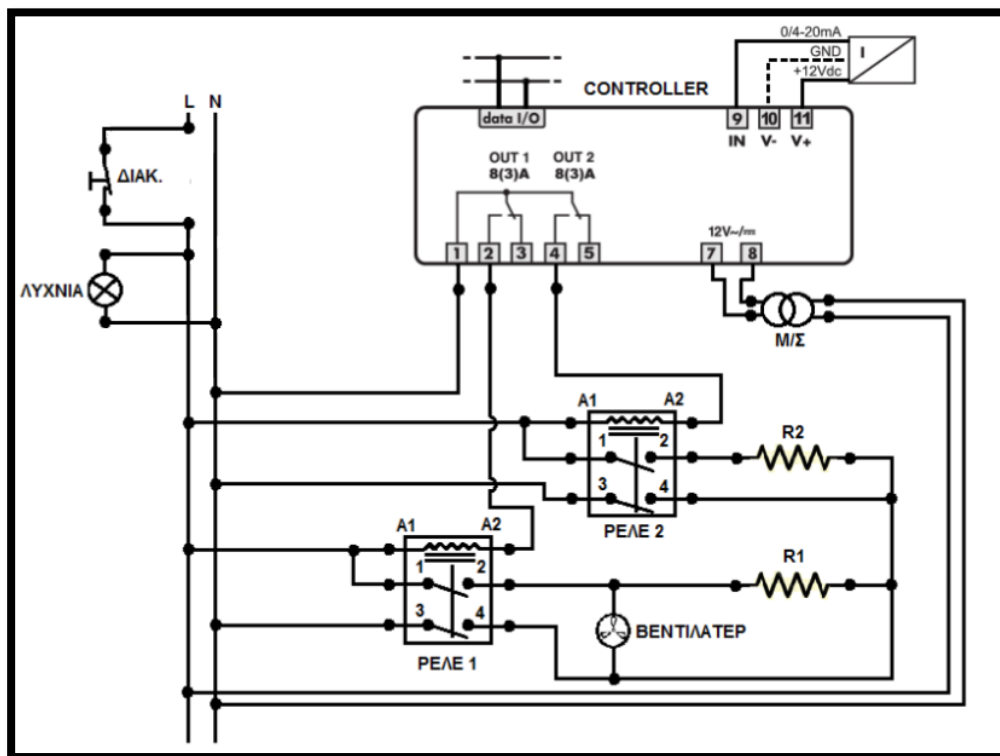 0/4-20mA
GND
+12Vdc
I
CONTROLLER
L N
data I/O
9 10 11
IN V- V+
ΔΙΑΚ.
OUT 1 OUT 2
8(3)A 8(3)A
12V~/⎓
1 2 3 4 5 7 8
ΛΥΧΝΙΑ
Μ/Σ
A1 A2
R2
1 2
3 4
ΡΕΛΕ 2
A1 A2
R1
1 2
3 4
ΒΕΝΤΙΛΑΤΕΡ
ΡΕΛΕ 1